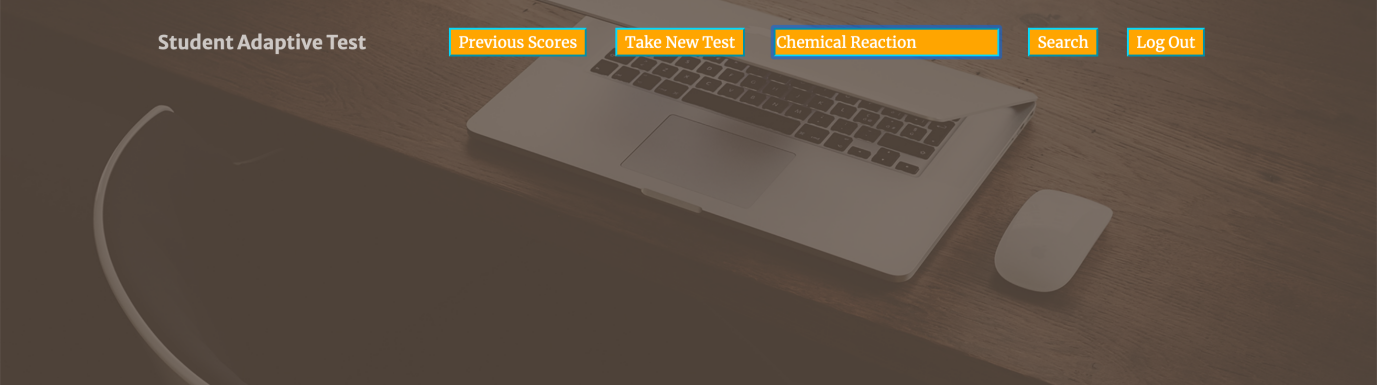 Student Adaptive Test
Previous Scores
Take New Test
Chemical Reaction
Search
Log Out